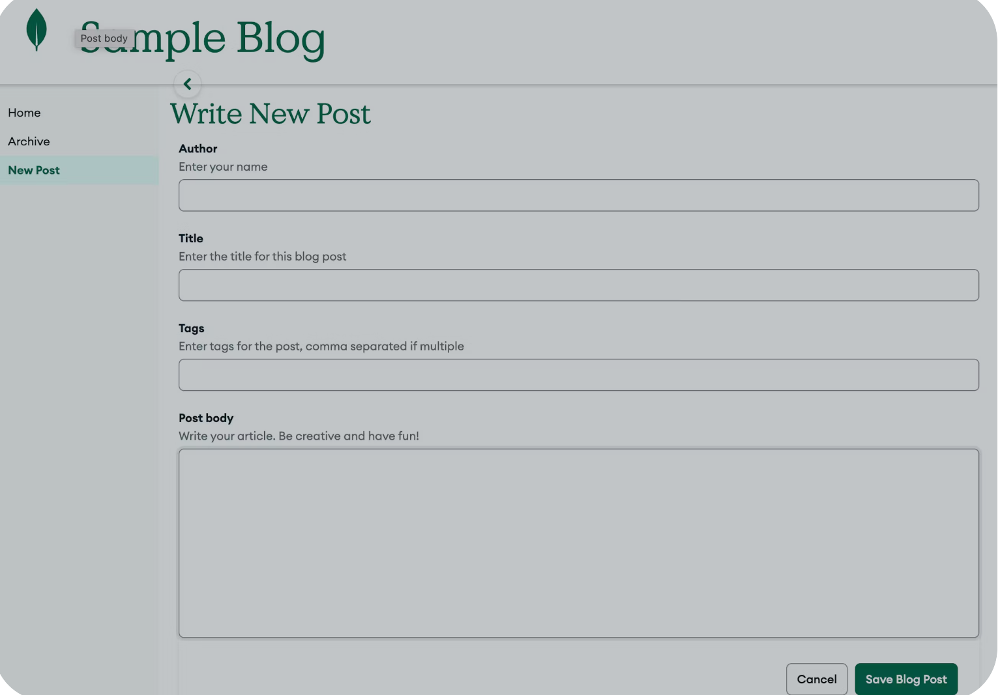 Sample Blog
Post body
Home
Archive
New Post
Write New Post
Author
Enter your name
Title
Enter the title for this blog post
Tags
Enter tags for the post, comma separated if multiple
Post body
Write your article. Be creative and have fun!
Cancel
Save Blog Post